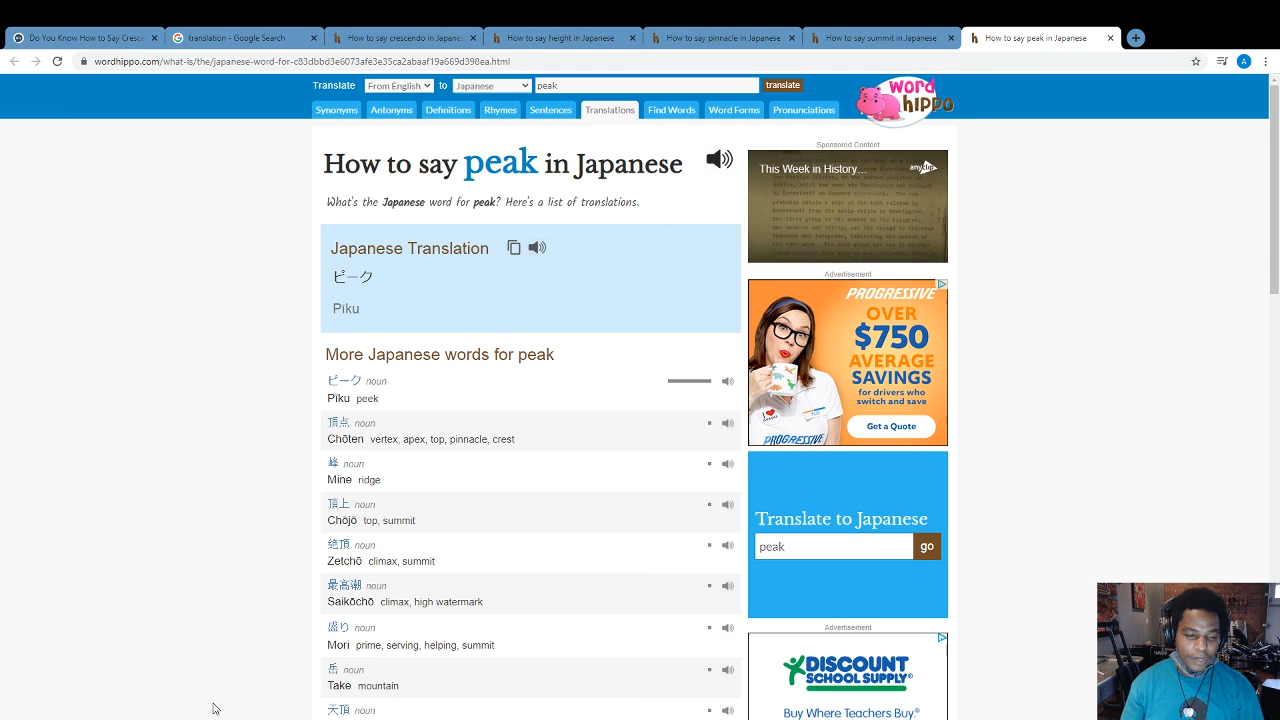 Do You Know How to Say Cresc
translation - Google Search
How to say crescendo in Japanes
How to say height in Japanese
How to say pinnacle in Japanese
How to say summit in Japanese
How to say peak in Japanese
wordhippo.com/what-is/the/japanese-word-for-c83dbbd3e6073afe3e35ca2abaaf19a669d398ea.html
A
Translate From English to Japanese peak translate
word hippo
Synonyms Antonyms Definitions Rhymes Sentences Translations Find Words Word Forms Pronunciations
How to say peak in Japanese
What's the Japanese word for peak? Here's a list of translations.
Japanese Translation
ピーク
Pīku
More Japanese words for peak
ピーク noun
Pīku peek
頂点 noun
Chōten vertex, apex, top, pinnacle, crest
峰 noun
Mine ridge
頂上 noun
Chōjō top, summit
絶頂 noun
Zetchō climax, summit
最高潮 noun
Saikōchō climax, high watermark
盛り noun
Mori prime, serving, helping, summit
岳 noun
Take mountain
天頂 noun
Sponsored Content
This Week in History...
anyclip
Advertisement
PROGRESSIVE
OVER
$750
AVERAGE
SAVINGS
for drivers who
switch and save
Get a Quote
I ♥
FLO
PROGRESSIVE
Translate to Japanese
peak go
Advertisement
DISCOUNT
SCHOOL SUPPLY®
Buy Where Teachers Buy.®